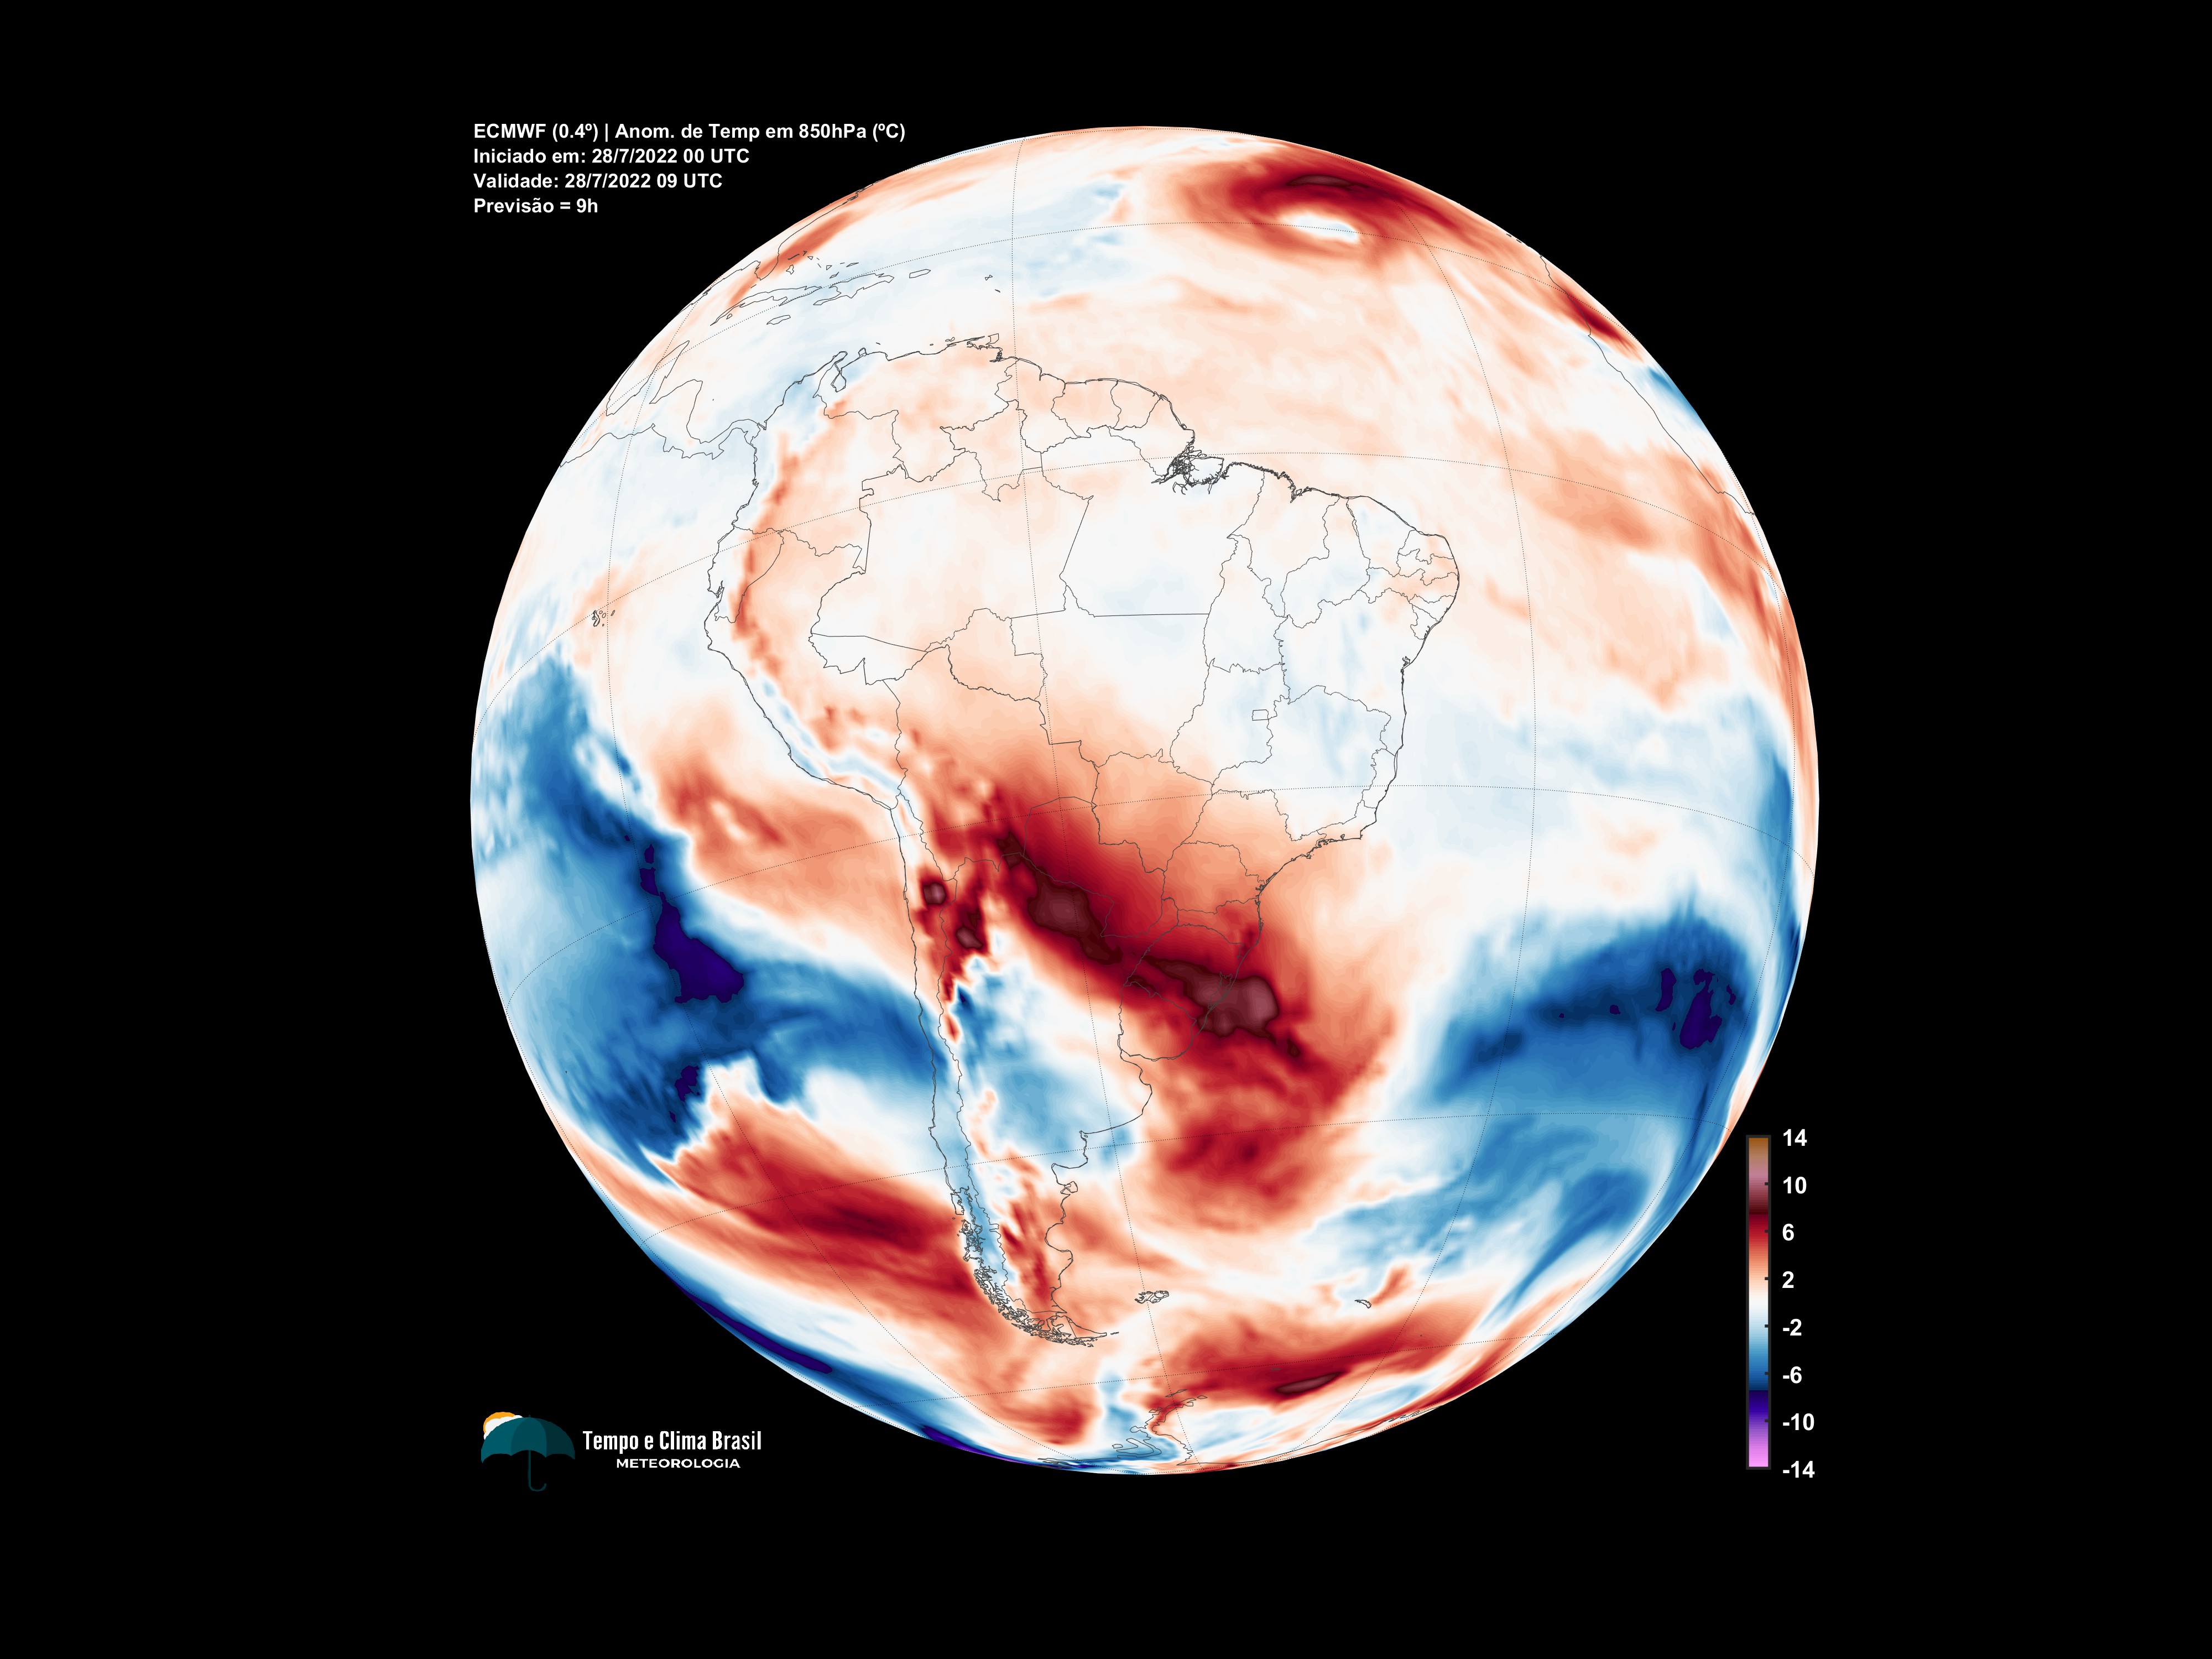 ECMWF (0.4º) | Anom. de Temp em 850hPa (ºC)
Iniciado em: 28/7/2022 00 UTC
Validade: 28/7/2022 09 UTC
Previsão = 9h
14
10
6
2
-2
-6
-10
-14
Tempo e Clima Brasil
METEOROLOGIA